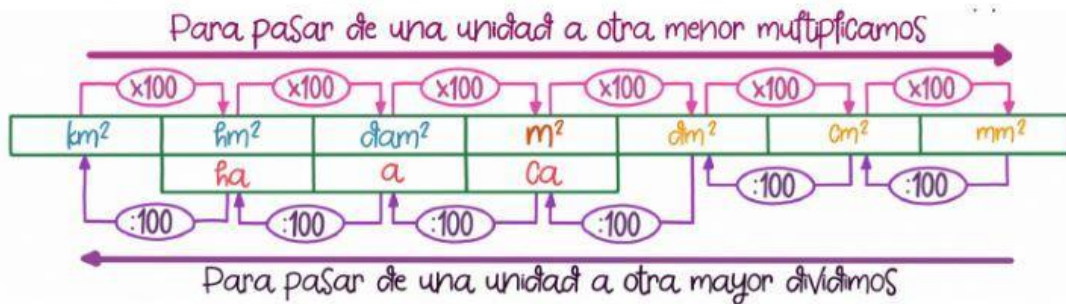 Para pasar de una unidad a otra menor multiplicamos
x100 x100 x100 x100 x100 x100
km² hm² dam² m² dm² cm² mm²
ha a ca
:100 :100
:100 :100 :100 :100
Para pasar de una unidad a otra mayor dividimos